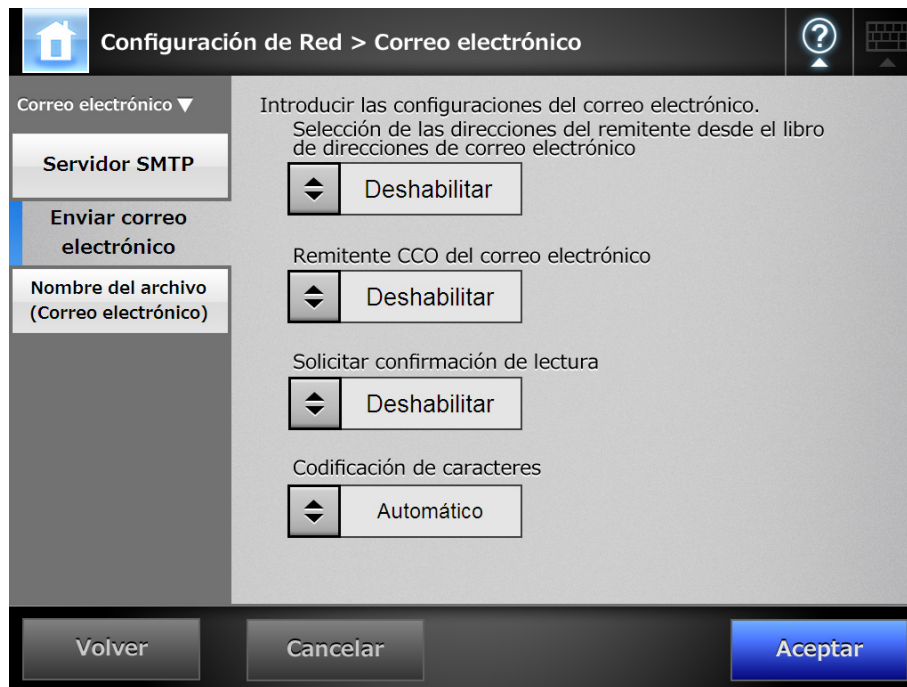 Configuración de Red > Correo electrónico
?
Correo electrónico ▼
Servidor SMTP
Enviar correo
electrónico
Nombre del archivo
(Correo electrónico)
Introducir las configuraciones del correo electrónico.
Selección de las direcciones del remitente desde el libro
de direcciones de correo electrónico
Deshabilitar
Remitente CCO del correo electrónico
Deshabilitar
Solicitar confirmación de lectura
Deshabilitar
Codificación de caracteres
Automático
Volver
Cancelar
Aceptar